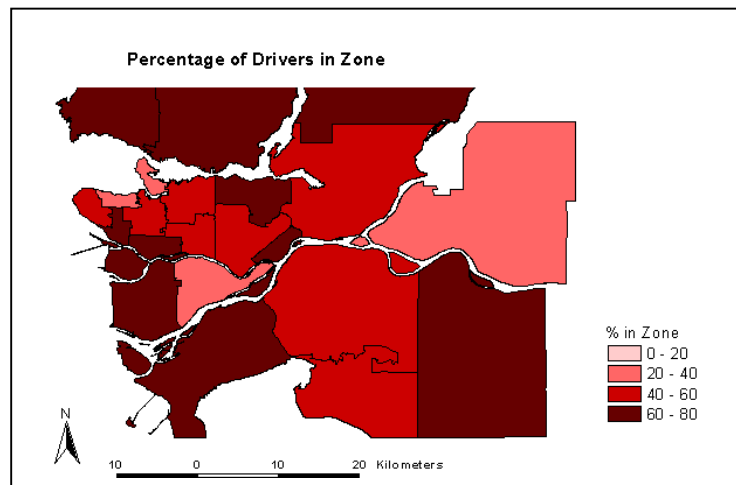 Percentage of Drivers in Zone
% in Zone
0 - 20
20 - 40
40 - 60
60 - 80
N
10 0 10 20 Kilometers